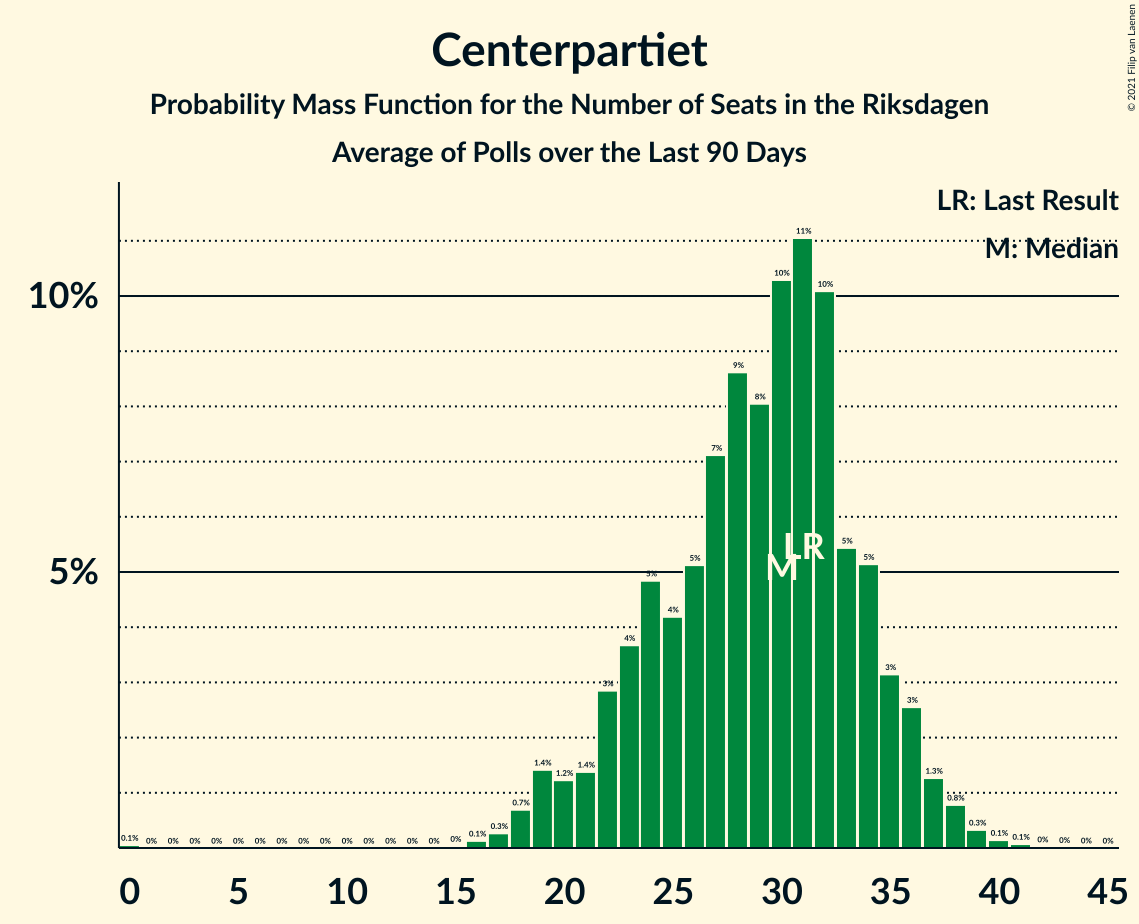 © 2021 Filip van Laenen
Centerpartiet
Probability Mass Function for the Number of Seats in the Riksdagen
Average of Polls over the Last 90 Days
LR: Last Result
M: Median
10%
5%
0.1% 0% 0% 0% 0% 0% 0% 0% 0% 0% 0% 0% 0% 0% 0% 0% 0.1% 0.3% 0.7% 1.4% 1.2% 1.4% 3% 4% 5% 4% 5% 7% 9% 8% 10% 11% 10% 5% 5% 3% 3% 1.3% 0.8% 0.3% 0.1% 0.1% 0% 0% 0% 0%
LR
M
0 5 10 15 20 25 30 35 40 45